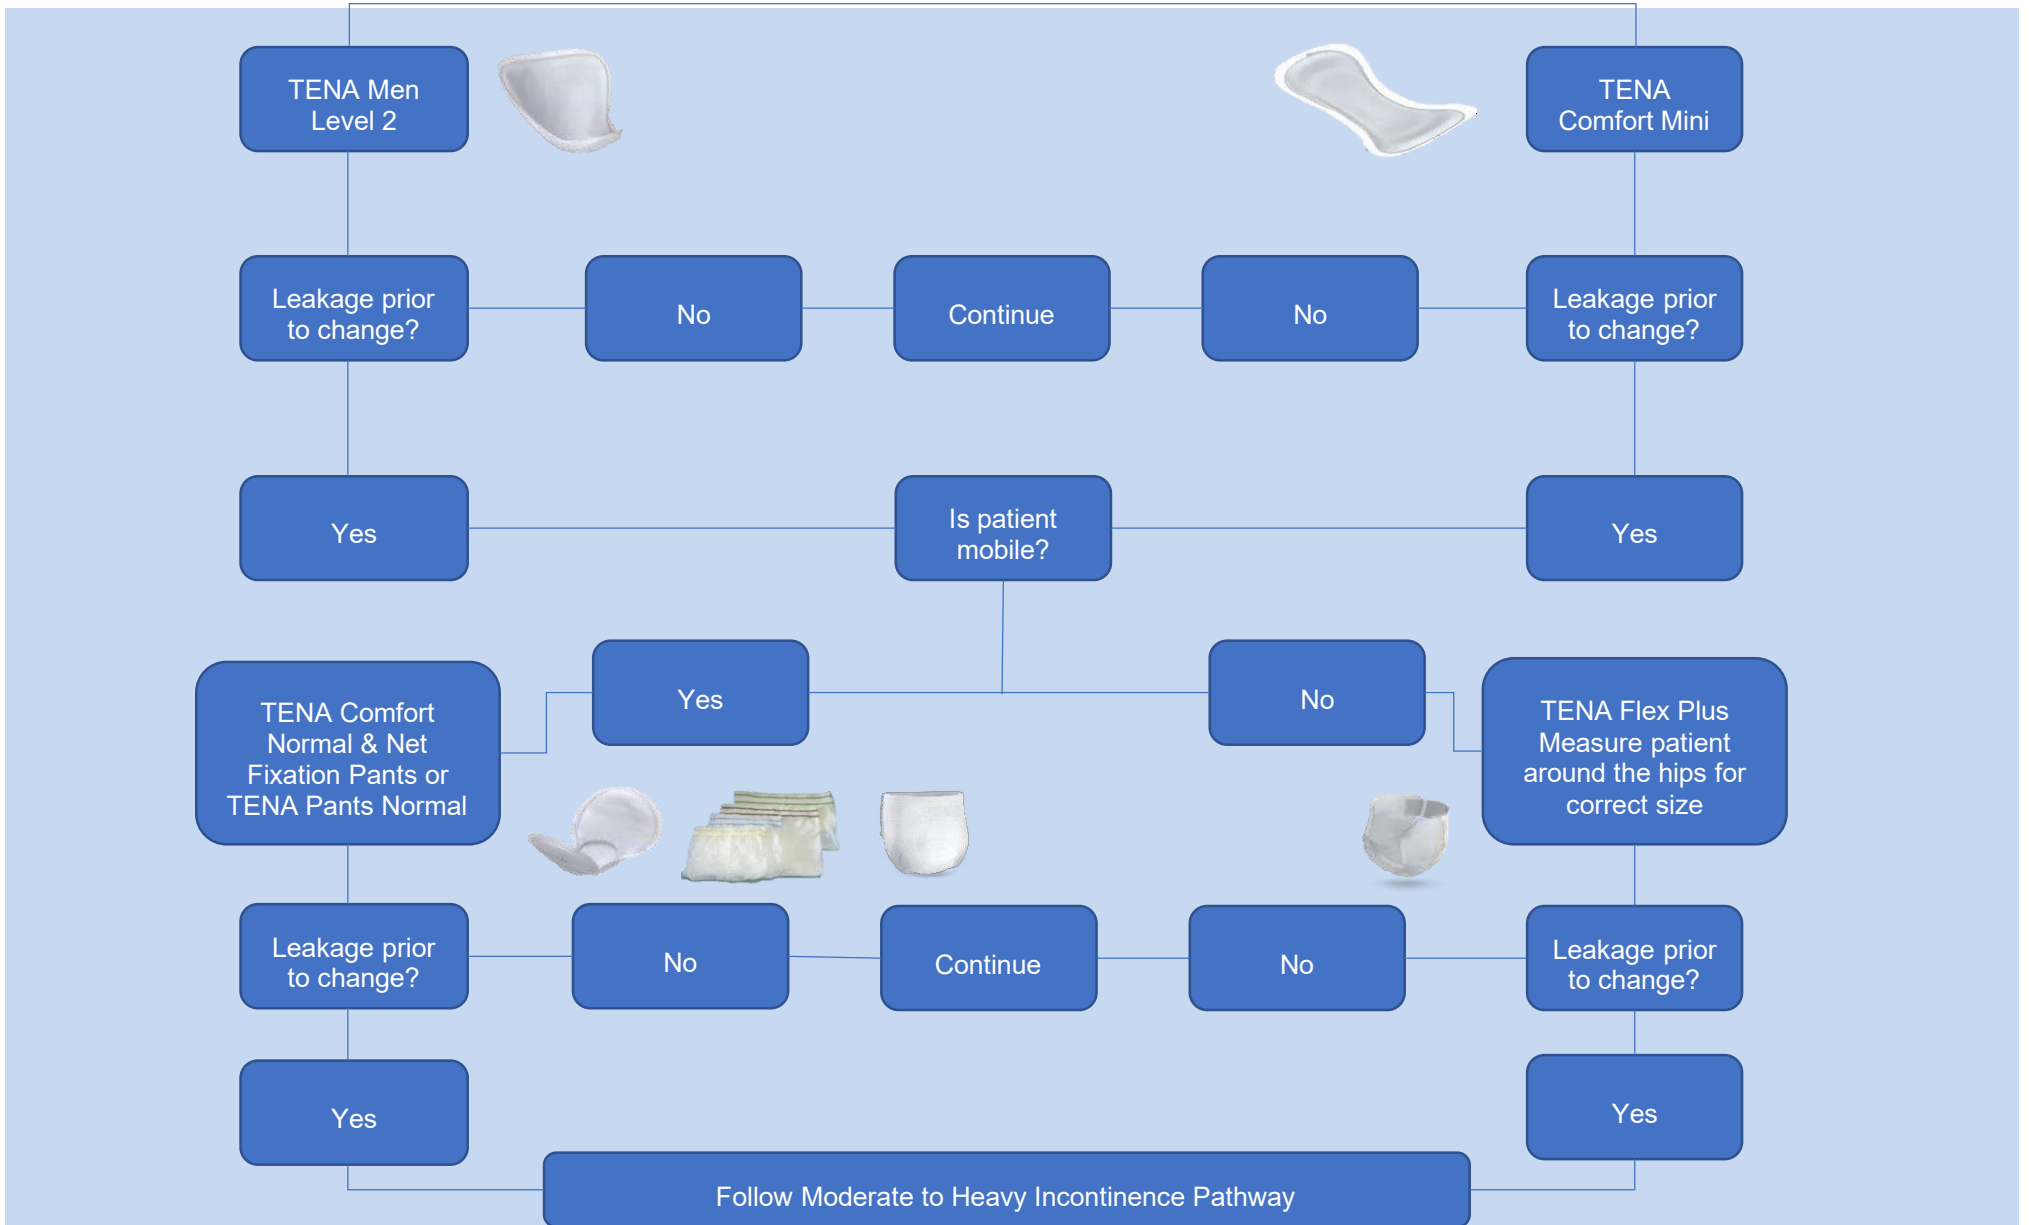 TENA Men
Level 2
TENA
Comfort Mini
Leakage prior
to change?
No
Continue
No
Leakage prior
to change?
Yes
Is patient
mobile?
Yes
Yes
No
TENA Comfort
Normal & Net
Fixation Pants or
TENA Pants Normal
TENA Flex Plus
Measure patient
around the hips for
correct size
Leakage prior
to change?
No
Continue
No
Leakage prior
to change?
Yes
Yes
Follow Moderate to Heavy Incontinence Pathway